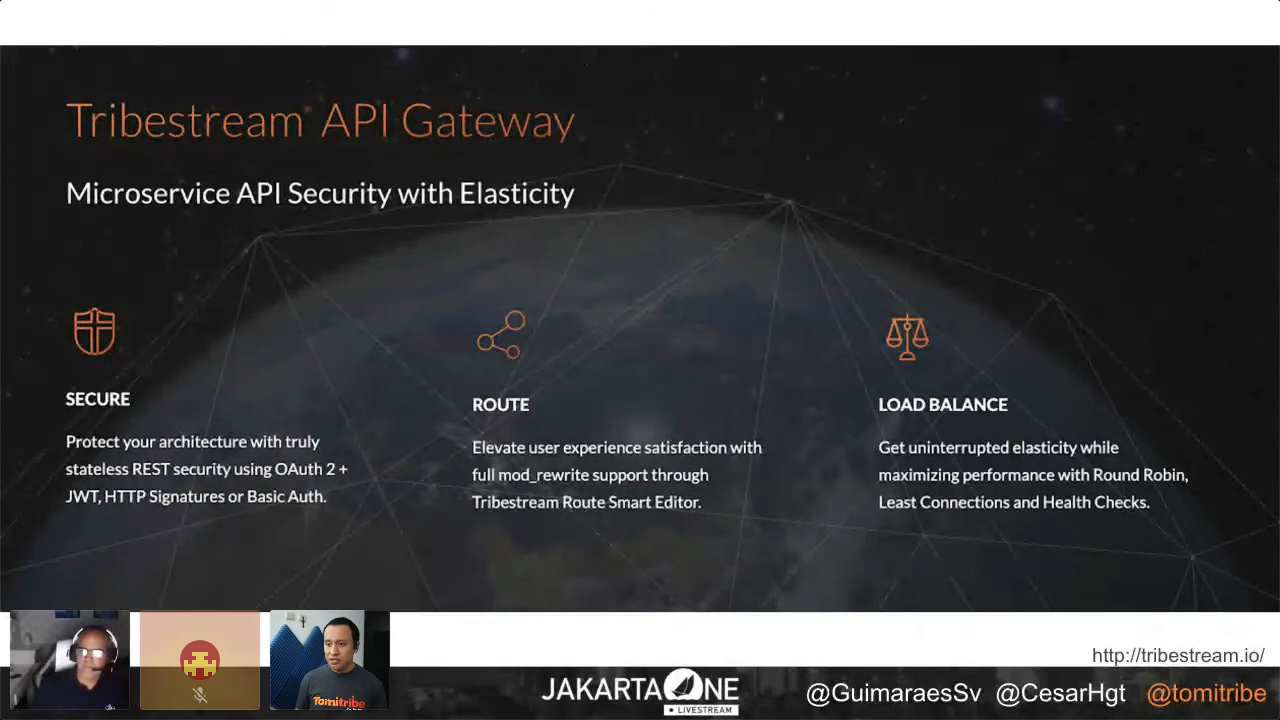 Tribestream API Gateway
Microservice API Security with Elasticity
SECURE
Protect your architecture with truly
stateless REST security using OAuth 2 +
JWT, HTTP Signatures or Basic Auth.
ROUTE
Elevate user experience satisfaction with
full mod_rewrite support through
Tribestream Route Smart Editor.
LOAD BALANCE
Get uninterrupted elasticity while
maximizing performance with Round Robin,
Least Connections and Health Checks.
Tomitribe
http://tribestream.io/
JAKARTAONE
LIVESTREAM
@GuimaraesSv @CesarHgt @tomitribe